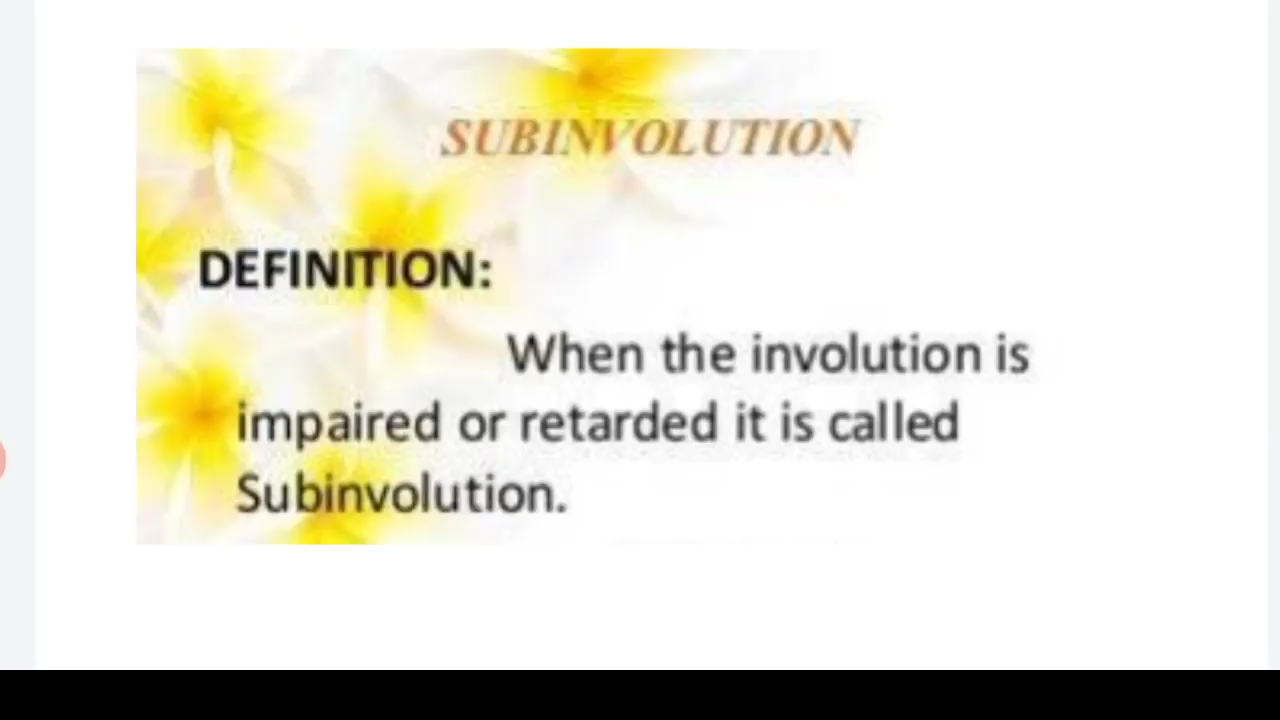 SUBINVOLUTION
DEFINITION:
When the involution is
impaired or retarded it is called
Subinvolution.